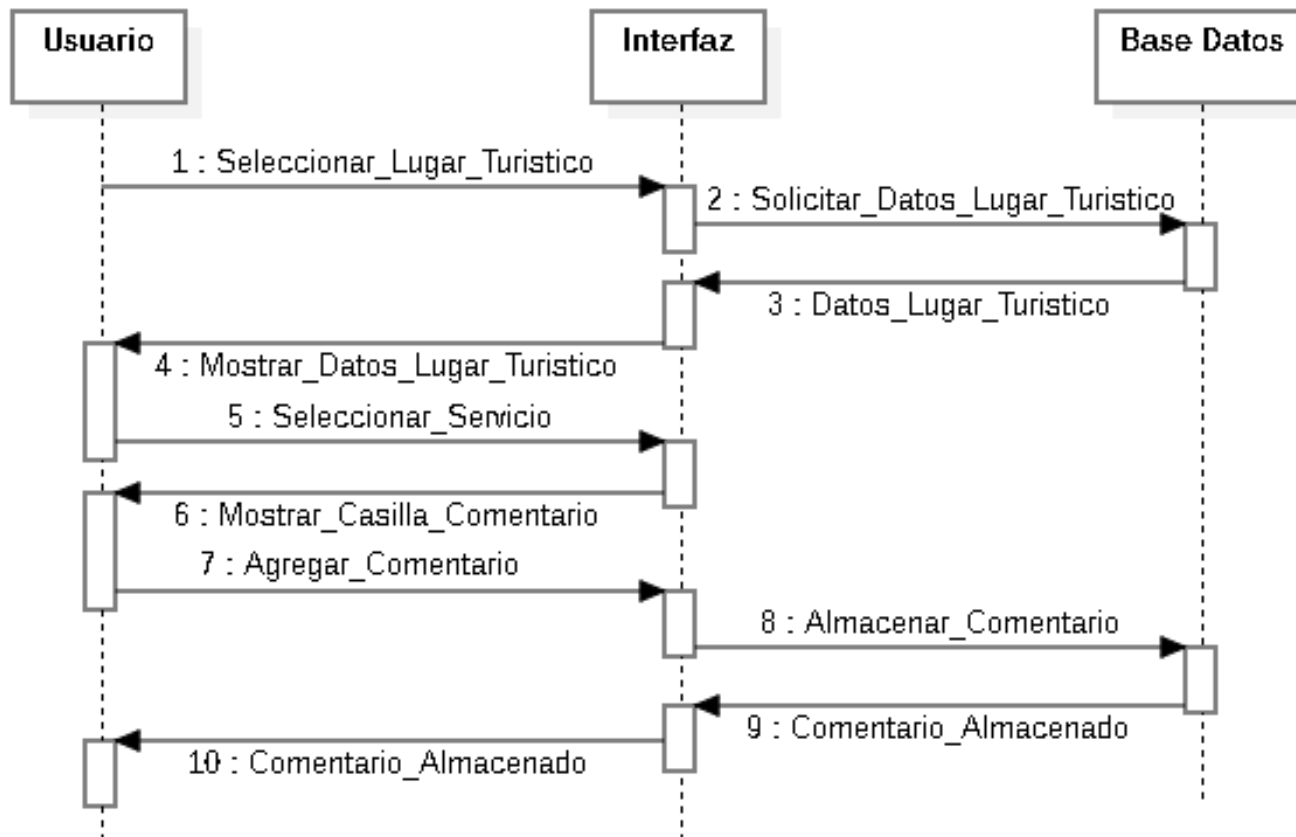 Usuario
Interfaz
Base Datos
1 : Seleccionar_Lugar_Turistico
2 : Solicitar_Datos_Lugar_Turistico
3 : Datos_Lugar_Turistico
4 : Mostrar_Datos_Lugar_Turistico
5 : Seleccionar_Servicio
6 : Mostrar_Casilla_Comentario
7 : Agregar_Comentario
8 : Almacenar_Comentario
9 : Comentario_Almacenado
10 : Comentario_Almacenado